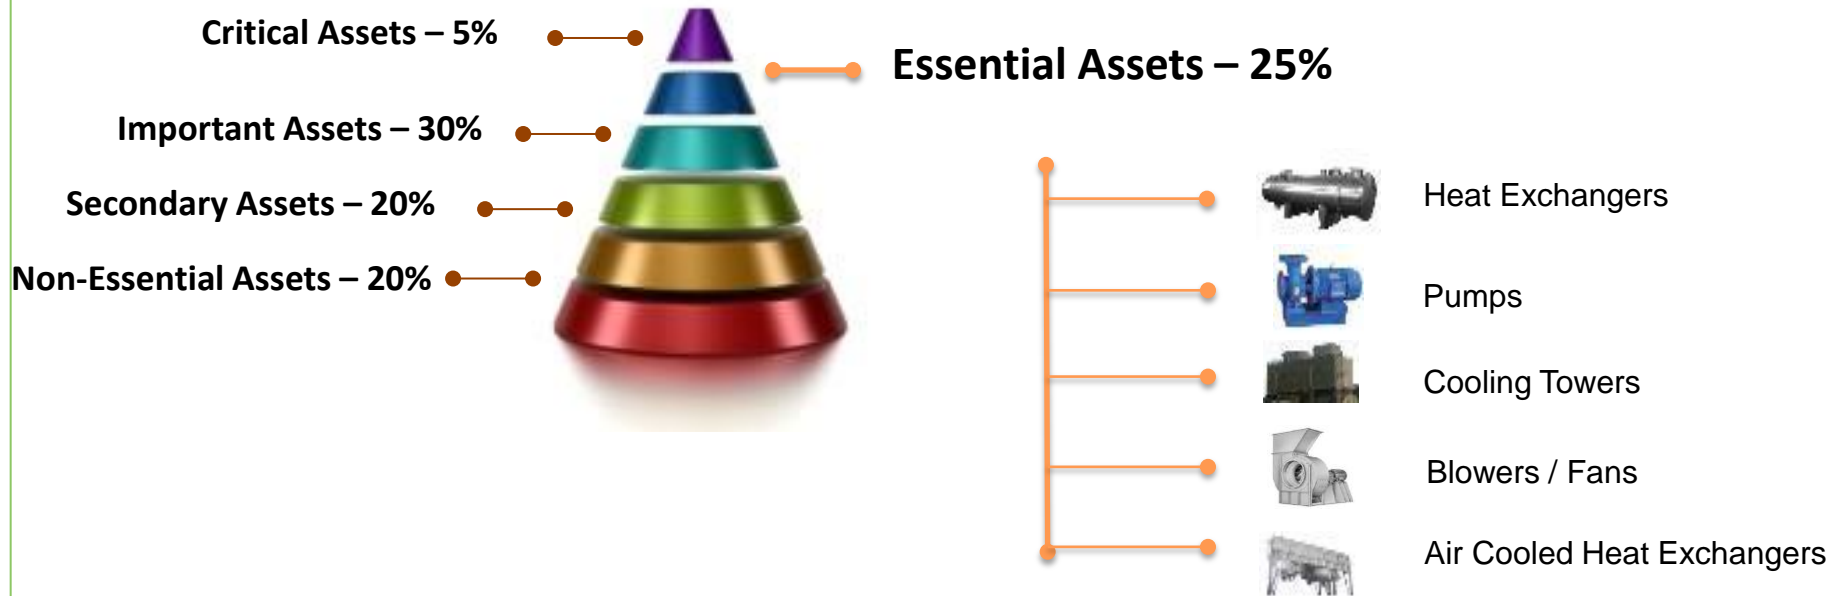 Critical Assets – 5%
Essential Assets – 25%
Important Assets – 30%
Secondary Assets – 20%
Non-Essential Assets – 20%
Heat Exchangers
Pumps
Cooling Towers
Blowers / Fans
Air Cooled Heat Exchangers